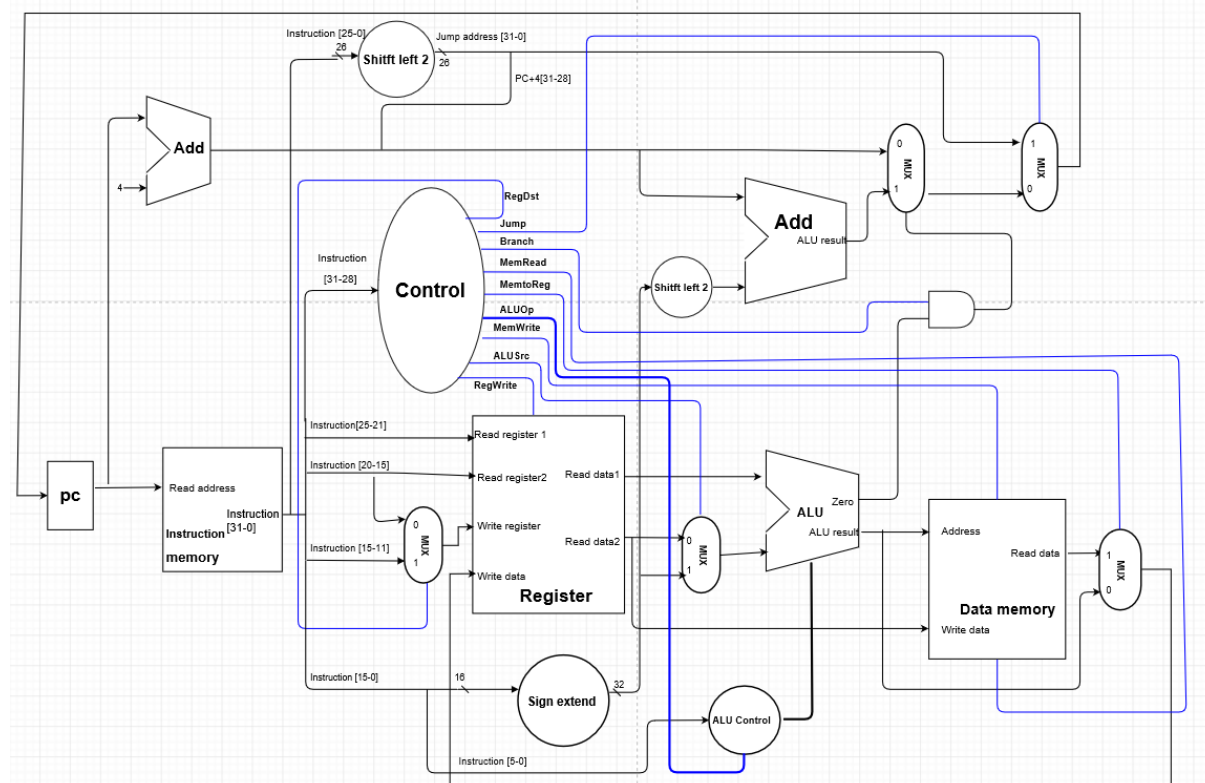 Instruction [25-0]
26
Shitft left 2
Jump address [31-0]
26
PC+4[31-28]
Add
4
0
MUX
1
1
MUX
0
RegDst
Jump
Branch
MemRead
MemtoReg
ALUOp
MemWrite
ALUSrc
RegWrite
Instruction
[31-28]
Control
Add
ALU result
Shitft left 2
pc
Read address
Instruction
[31-0]
Instruction
memory
Instruction[25-21]
Instruction [20-15]
Instruction [15-11]
0
MUX
1
Read register 1
Read register2
Write register
Write data
Read data1
Read data2
Register
0
MUX
1
ALU
Zero
ALU result
Address
Read data
Data memory
Write data
1
MUX
0
Instruction [15-0]
16
Sign extend
32
ALU Control
Instruction [5-0]